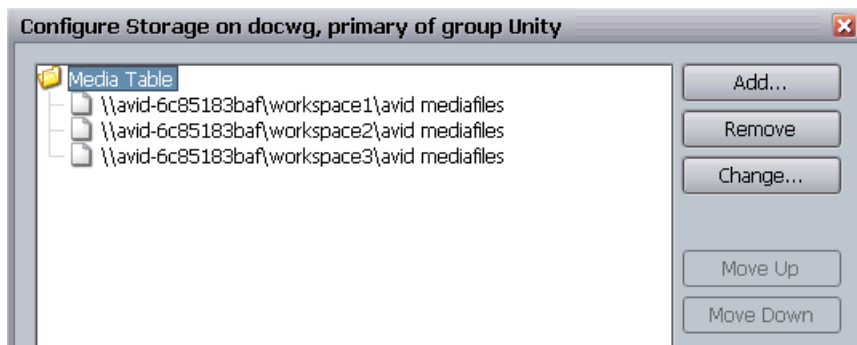 Configure Storage on docwg, primary of group Unity
Media Table
\\avid-6c85183baf\workspace1\avid mediafiles
\\avid-6c85183baf\workspace2\avid mediafiles
\\avid-6c85183baf\workspace3\avid mediafiles
Add...
Remove
Change...
Move Up
Move Down